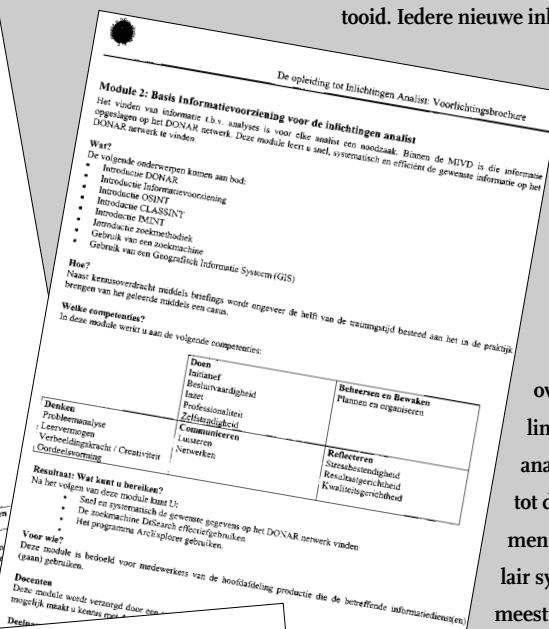 tooid. Iedere nieuwe inl
De opleiding tot Inlichtingen Analist: Voorlichtingsbrochure
Module 2: Basis Informatievoorziening voor de inlichtingen analist
Het vinden van informatie t.b.v. analyses is voor elke analist een noodzaak. Binnen de MIVD is die informatie
opgeslagen op het DONAR netwerk. Deze module leert u snel, systematisch en efficiënt de gewenste informatie op het
DONAR netwerk te vinden.
Wat?
De volgende onderwerpen komen aan bod:
• Introductie DONAR
• Introductie Informatievoorziening
• Introductie OSINT
• Introductie CLASSINT
• Introductie IMINT
• Introductie zoekmethodiek
• Gebruik van een zoekmachine
• Gebruik van een Geografisch Informatie Systeem (GIS)
Hoe?
Naast kennisoverdracht middels briefings wordt ongeveer de helft van de trainingstijd besteed aan het in de praktijk
brengen van het geleerde middels een casus.
Welke competenties?
In deze module werkt u aan de volgende competenties:
Doen
Initiatief
Besluitvaardigheid
Inzet
Professionaliteit
Zelfstandigheid
Beheersen en Bewaken
Plannen en organiseren
Denken
Probleemanalyse
Leervermogen
Verbeeldingskracht / Creativiteit
Oordeelsvorming
Communiceren
Luisteren
Netwerken
Reflecteren
Stressbestendigheid
Resultaatgerichtheid
Kwaliteitsgerichtheid
Resultaat: Wat kunt u bereiken?
Na het volgen van deze module kunt U:
• Snel en systematisch de gewenste gegevens op het DONAR netwerk vinden
• De zoekmachine DtSearch effectief gebruiken
• Het programma ArcExplorer gebruiken.
Voor wie?
Deze module is bedoeld voor medewerkers van de hoofdafdeling productie die de betreffende informatiedienst(en)
(gaan) gebruiken.
Docenten
Deze module wordt verzorgd door een
mogelijk maakt u kennis met
Deeln
ov
lin
ana
tot d
men
lair sy
meest